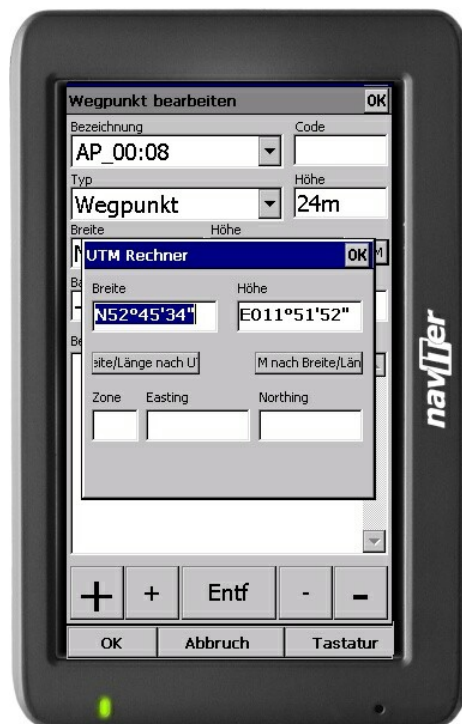 Wegpunkt bearbeiten OK
Bezeichnung Code
AP_00:08
Typ Höhe
Wegpunkt 24m
Breite Höhe
UTM Rechner OK
Breite Höhe
N52°45'34" E011°51'52"
eite/Länge nach U M nach Breite/Län
Zone Easting Northing
+ + Entf - -
OK Abbruch Tastatur
naviter